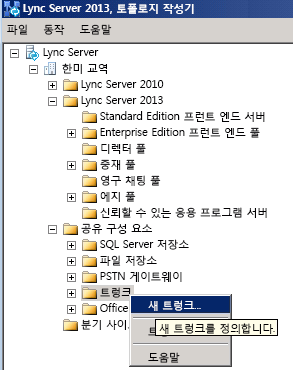 Lync Server 2013, 토폴로지 작성기
파일 동작 도움말
Lync Server
한미 교역
Lync Server 2010
Lync Server 2013
Standard Edition 프런트 엔드 서버
Enterprise Edition 프런트 엔드 풀
디렉터 풀
중재 풀
영구 채팅 풀
에지 풀
신뢰할 수 있는 응용 프로그램 서버
공유 구성 요소
SQL Server 저장소
파일 저장소
PSTN 게이트웨이
트렁크
새 트렁크...
Office
새 트렁크를 정의합니다.
분기 사이
도움말